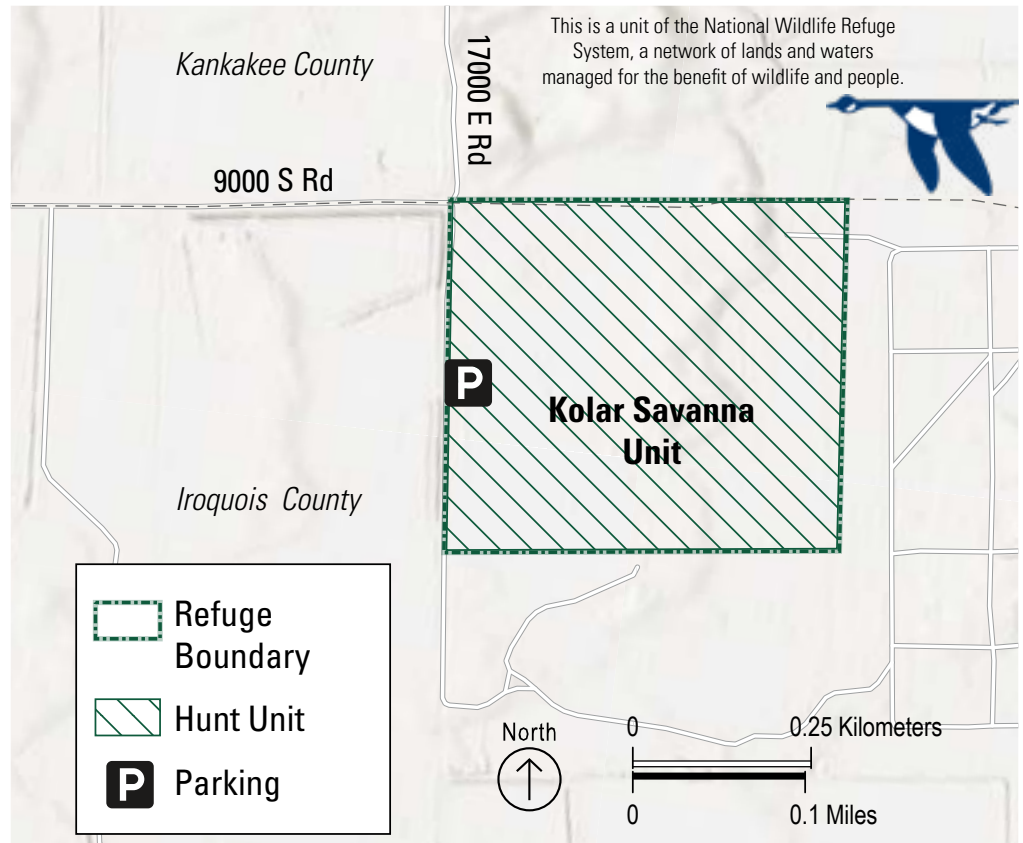 This is a unit of the National Wildlife Refuge
System, a network of lands and waters
managed for the benefit of wildlife and people.
Kankakee County
17000 E Rd
9000 S Rd
P
Kolar Savanna
Unit
Iroquois County
Refuge
Boundary
Hunt Unit
P
Parking
North
0
0.25 Kilometers
0
0.1 Miles